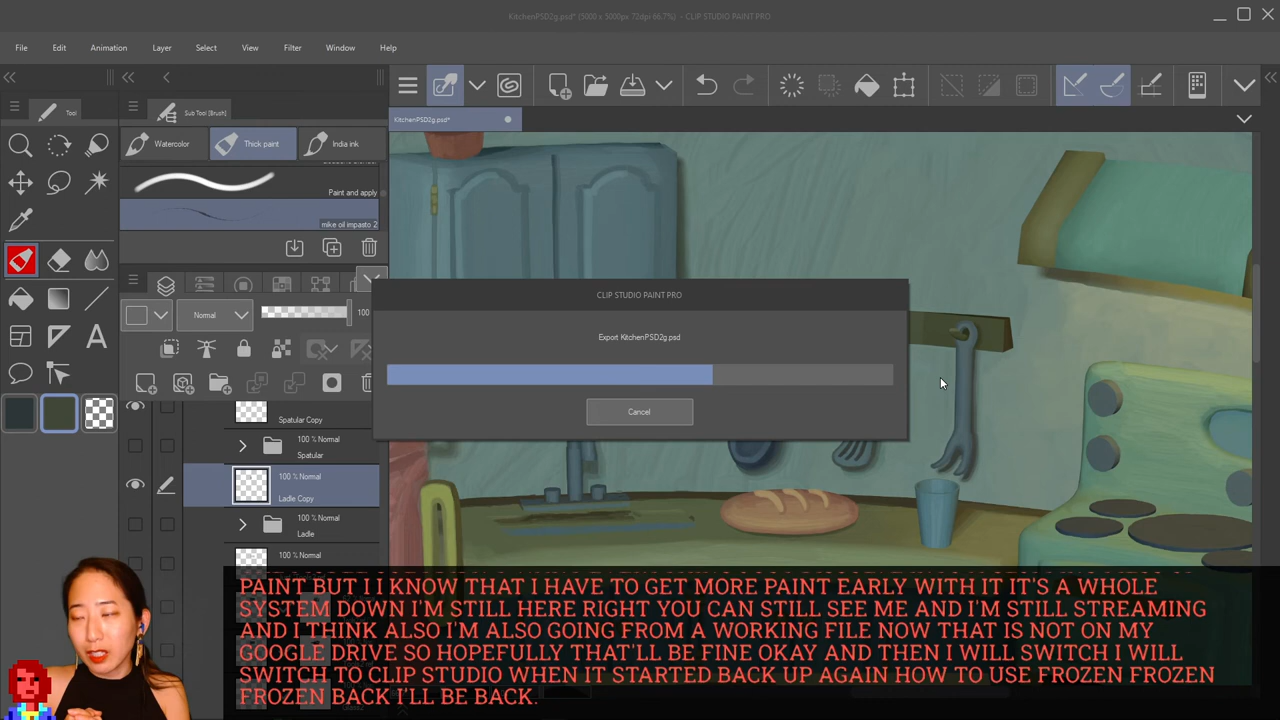 KitchenPSD2g.psd* (5000 x 5000px 72dpi 66.7%) - CLIP STUDIO PAINT PRO
File Edit Animation Layer Select View Filter Window Help
Tool
Sub Tool [Brush]
KitchenPSD2g.psd*
Watercolor Thick paint India ink
Paint and apply
mike oil impasto 2
Normal 100
CLIP STUDIO PAINT PRO
Export KitchenPSD2g.psd
Cancel
Spatular Copy
100 % Normal
Spatular
100 % Normal
Ladle Copy
100 % Normal
Ladle
100 % Normal
PAINT BUT I I KNOW THAT I HAVE TO GET MORE PAINT EARLY WITH IT IT'S A WHOLE
SYSTEM DOWN I'M STILL HERE RIGHT YOU CAN STILL SEE ME AND I'M STILL STREAMING
AND I THINK ALSO I'M ALSO GOING FROM A WORKING FILE NOW THAT IS NOT ON MY
GOOGLE DRIVE SO HOPEFULLY THAT'LL BE FINE OKAY AND THEN I WILL SWITCH I WILL
SWITCH TO CLIP STUDIO WHEN IT STARTED BACK UP AGAIN HOW TO USE FROZEN FROZEN
FROZEN BACK I'LL BE BACK.